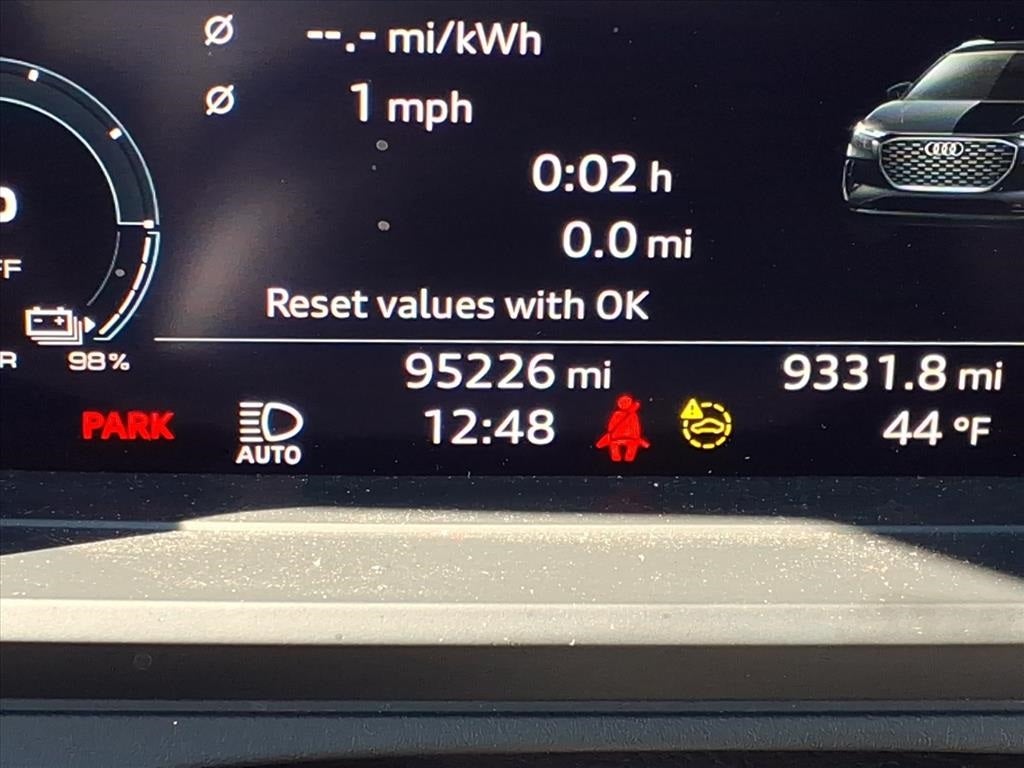 Ø --.- mi/kWh
Ø 1 mph
0:02 h
0.0 mi
Reset values with OK
98%
95226 mi 9331.8 mi
PARK AUTO 12:48 44 °F